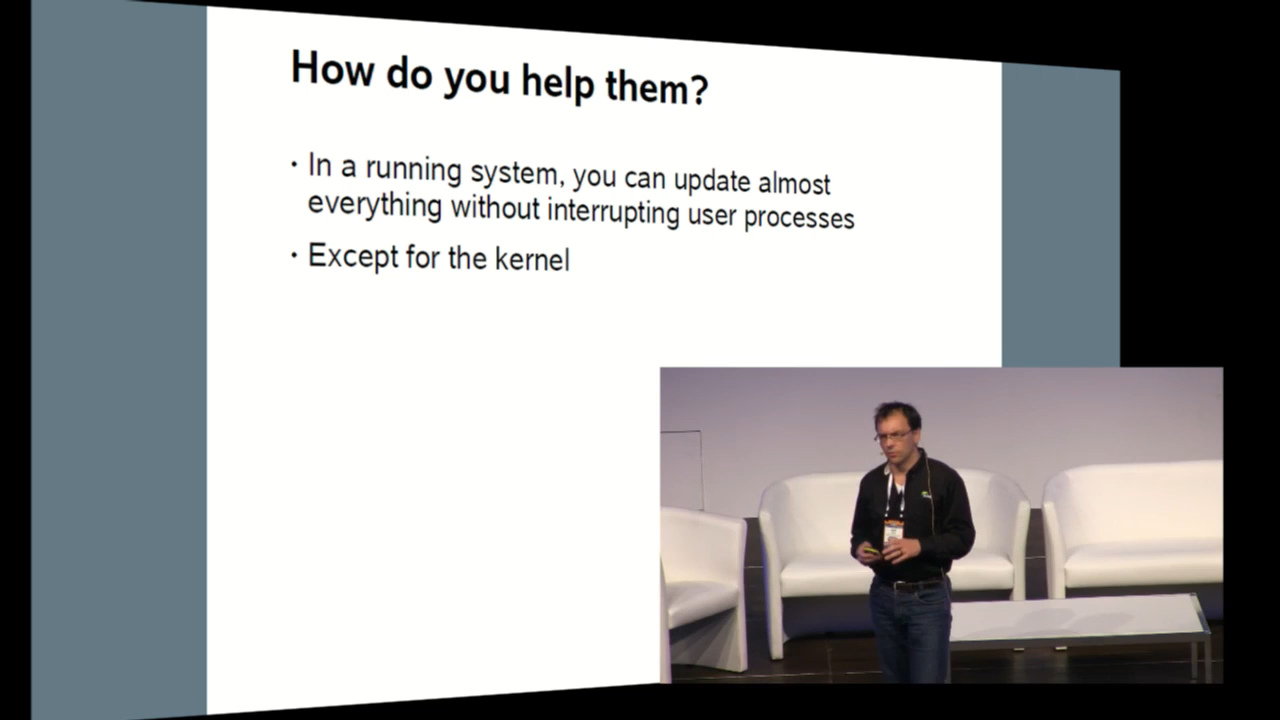 How do you help them?
• In a running system, you can update almost
everything without interrupting user processes
• Except for the kernel